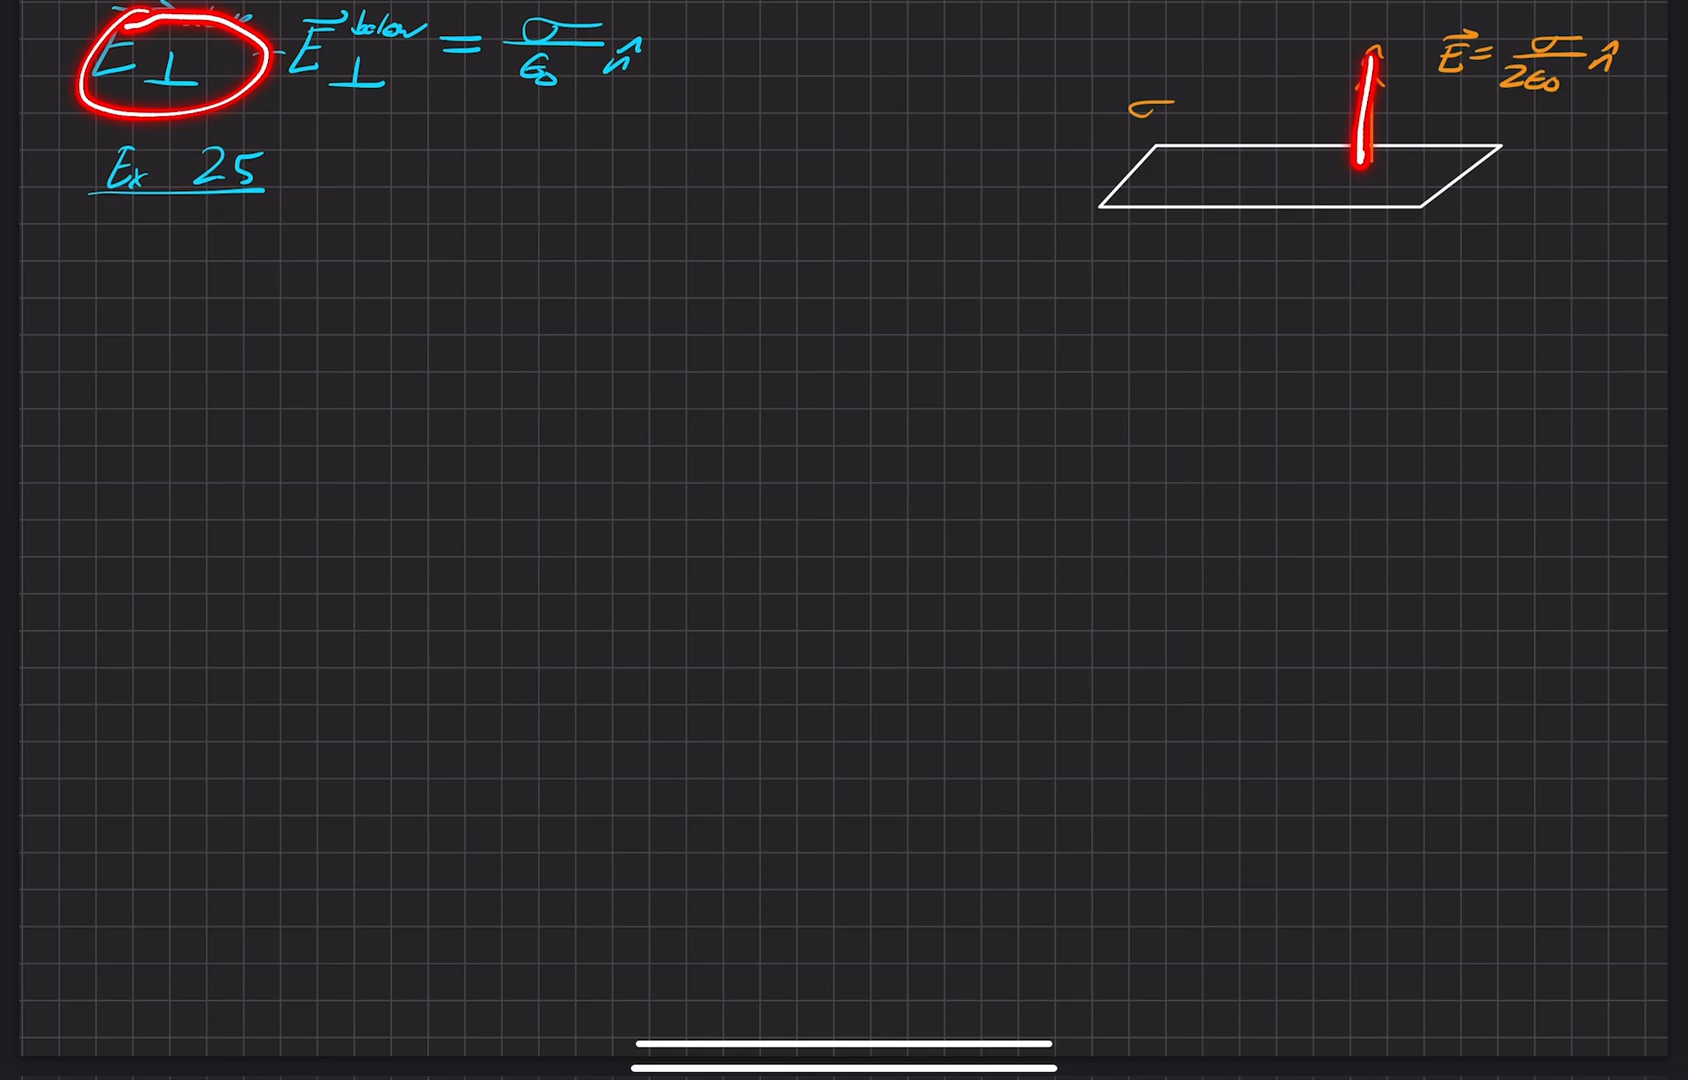 E⊥ - E⃗⊥^below = σ/ε₀ n̂
E⃗ = σ/2ε₀ n̂
σ
Ex 25